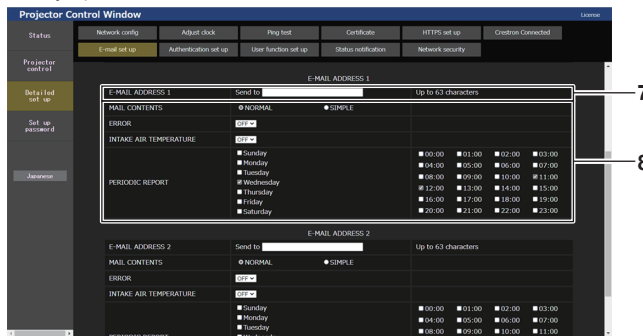 Projector Control Window
License
Status
Network config Adjust clock Ping test Certificate HTTPS set up Crestron Connected
E-mail set up Authentication set up User function set up Status notification Network security
Projector control
Detailed set up
Set up password
Japanese
E-MAIL ADDRESS 1
E-MAIL ADDRESS 1 Send to Up to 63 characters
7
MAIL CONTENTS NORMAL SIMPLE
ERROR OFF
INTAKE AIR TEMPERATURE OFF
8
PERIODIC REPORT
Sunday 00:00 01:00 02:00 03:00
Monday 04:00 05:00 06:00 07:00
Tuesday 08:00 09:00 10:00 11:00
Wednesday 12:00 13:00 14:00 15:00
Thursday 16:00 17:00 18:00 19:00
Friday 20:00 21:00 22:00 23:00
Saturday
E-MAIL ADDRESS 2
E-MAIL ADDRESS 2 Send to Up to 63 characters
MAIL CONTENTS NORMAL SIMPLE
ERROR OFF
INTAKE AIR TEMPERATURE OFF
Sunday 00:00 01:00 02:00 03:00
Monday 04:00 05:00 06:00 07:00
Tuesday 08:00 09:00 10:00 11:00